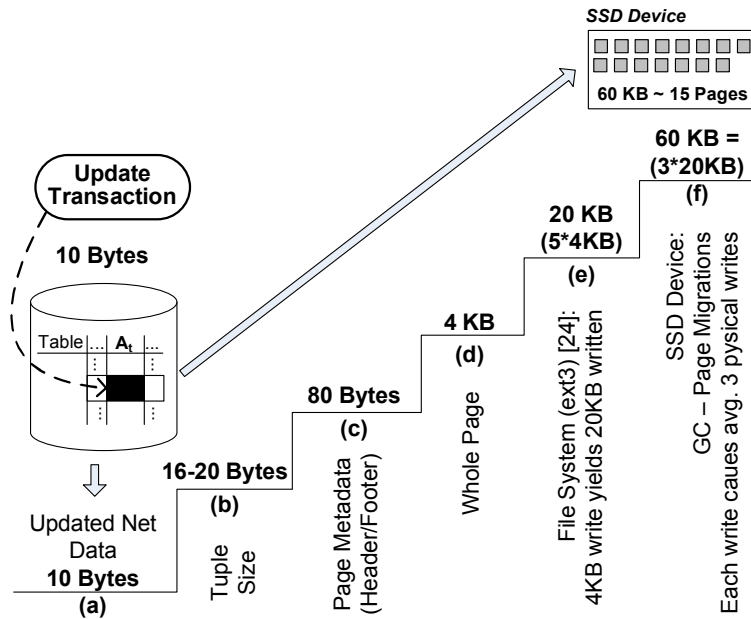 SSD Device
60 KB ~ 15 Pages
60 KB =
(3*20KB)
(f)
Update
Transaction
10 Bytes
20 KB
(5*4KB)
(e)
Table ... At ...
4 KB
(d)
80 Bytes
(c)
16-20 Bytes
(b)
Updated Net
Data
10 Bytes
(a)
Tuple
Size
Page Metadata
(Header/Footer)
Whole Page
File System (ext3) [24]:
4KB write yields 20KB written
SSD Device:
GC – Page Migrations
Each write caues avg. 3 pysical writes